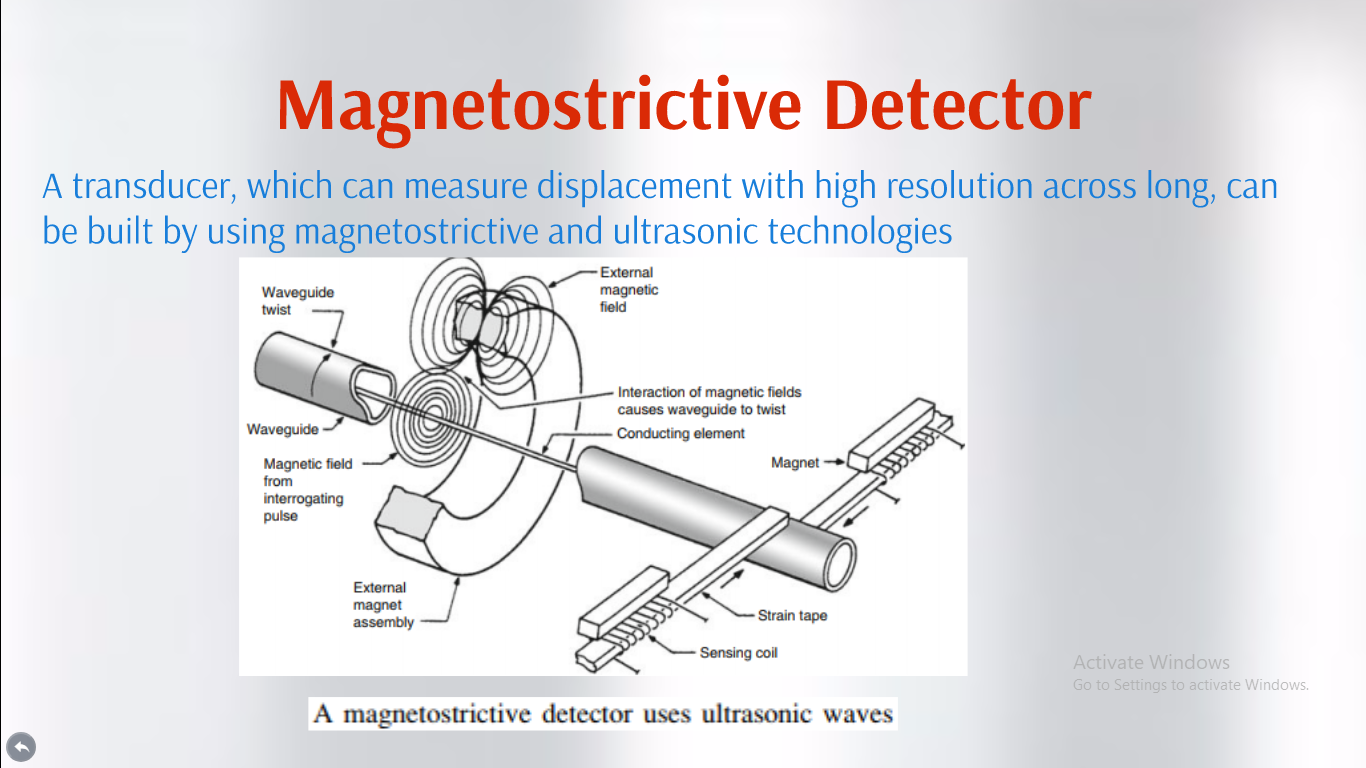 Magnetostrictive Detector
A transducer, which can measure displacement with high resolution across long, can
be built by using magnetostrictive and ultrasonic technologies
External
magnetic
field
Waveguide
twist
Interaction of magnetic fields
causes waveguide to twist
Waveguide
Conducting element
Magnet
Magnetic field
from
interrogating
pulse
External
magnet
assembly
Strain tape
Sensing coil
Activate Windows
Go to Settings to activate Windows.
A magnetostrictive detector uses ultrasonic waves